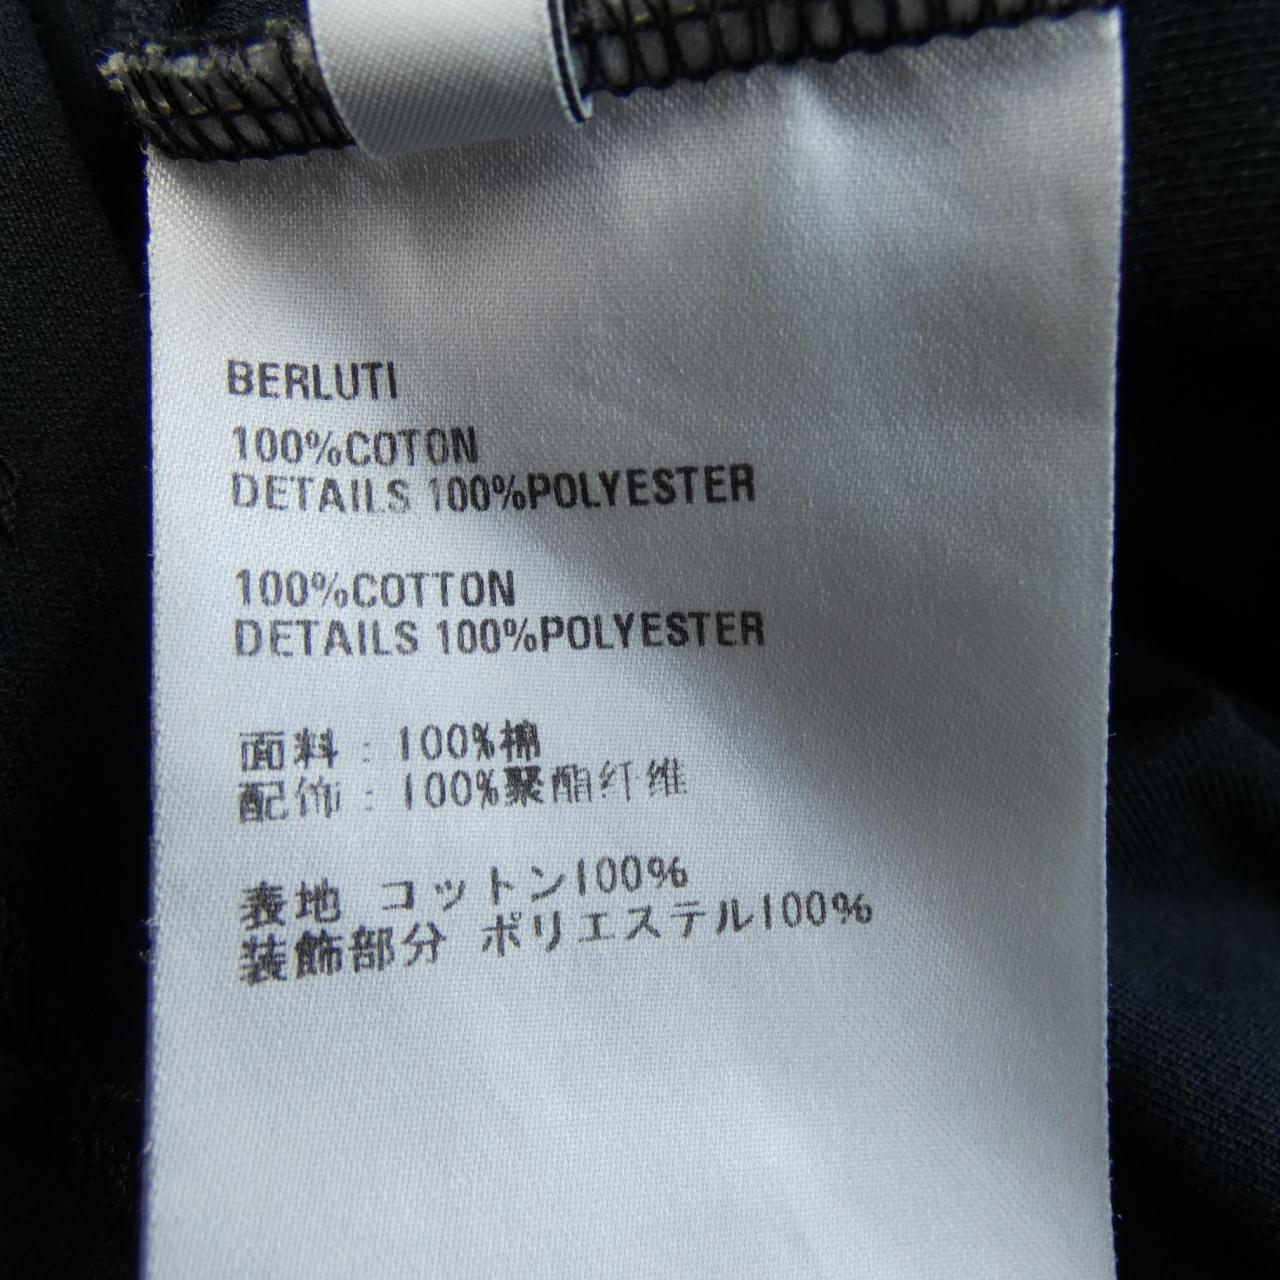 BERLUTI
100%COTON
DETAILS 100%POLYESTER
100%COTTON
DETAILS 100%POLYESTER
面料：100%棉
配饰：100%聚酯纤维
表地 コットン100%
装飾部分 ポリエステル100%